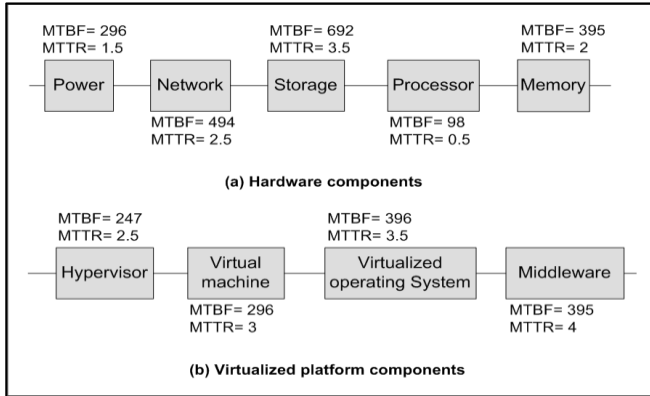 MTBF= 296
MTTR= 1.5
MTBF= 692
MTTR= 3.5
MTBF= 395
MTTR= 2
Power
Network
Storage
Processor
Memory
MTBF= 494
MTTR= 2.5
MTBF= 98
MTTR= 0.5
(a) Hardware components
MTBF= 247
MTTR= 2.5
MTBF= 396
MTTR= 3.5
Hypervisor
Virtual
machine
Virtualized
operating System
Middleware
MTBF= 296
MTTR= 3
MTBF= 395
MTTR= 4
(b) Virtualized platform components